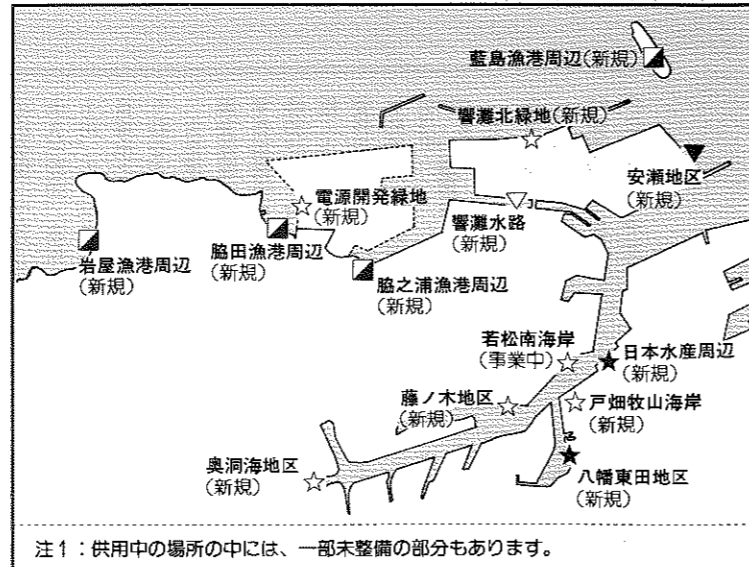 藍島漁港周辺(新規)
響灘北緑地(新規)
安瀬地区
(新規)
電源開発緑地
(新規)
響灘水路
(新規)
脇田漁港周辺
(新規)
岩屋漁港周辺
(新規)
脇之浦漁港周辺
(新規)
若松南海岸
(事業中)
日本水産周辺
(新規)
藤ノ木地区
(新規)
戸畑牧山海岸
(新規)
奥洞海地区
(新規)
八幡東田地区
(新規)
注1：供用中の場所の中には、一部未整備の部分もあります。